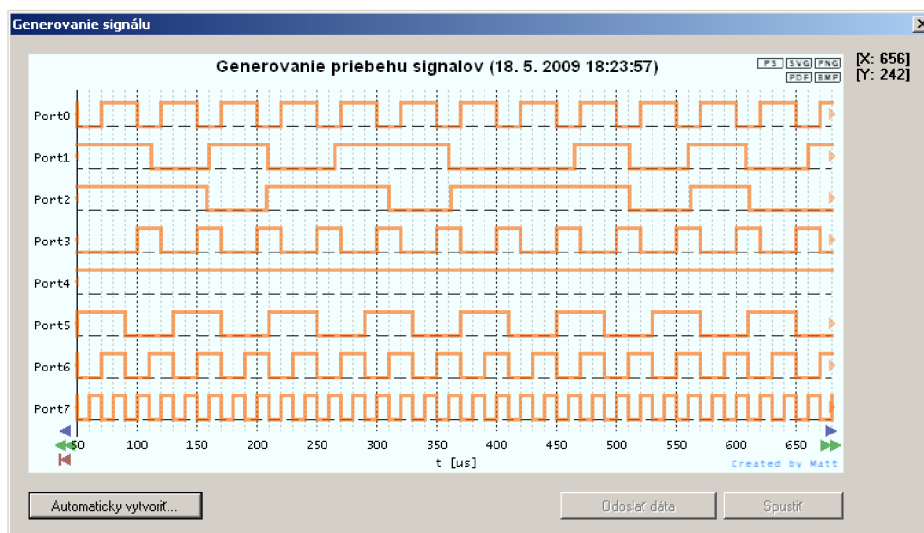 Generovanie signálu
Generovanie priebehu signalov (18. 5. 2009 18:23:57)
PS SVG PNG
PDF BMP
[X: 656]
[Y: 242]
Port0
Port1
Port2
Port3
Port4
Port5
Port6
Port7
50 100 150 200 250 300 350 400 450 500 550 600 650
t [us]
Created by Matt
Automaticky vytvoriť...
Odoslať dáta
Spustiť